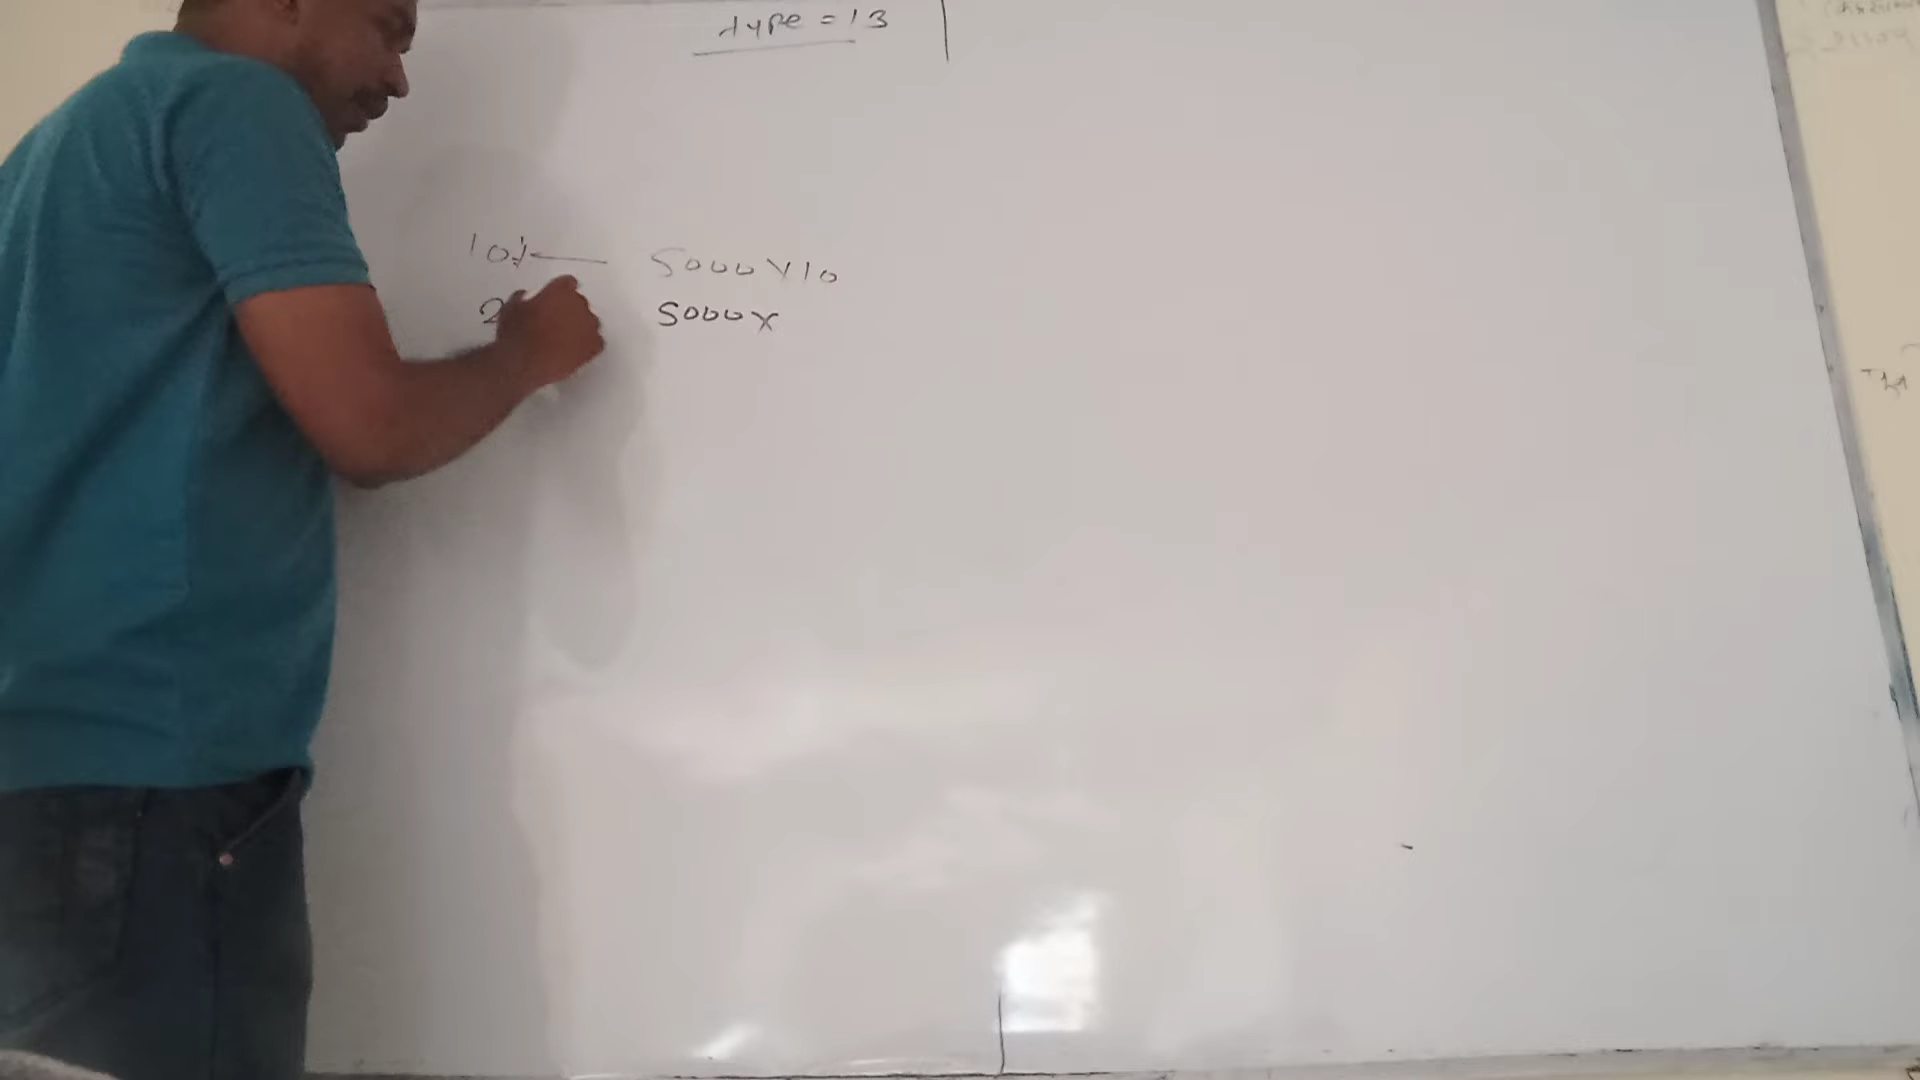 type = 13
10% ← 5000×10
2 5000×